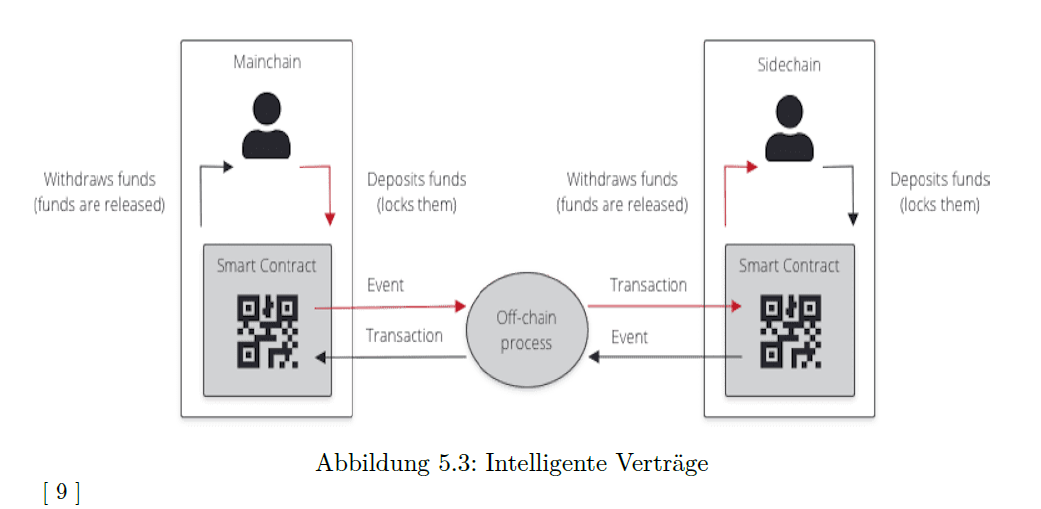 Mainchain
Sidechain
Withdraws funds
(funds are released)
Deposits funds
(locks them)
Withdraws funds
(funds are released)
Deposits funds
(locks them)
Smart Contract
Event
Transaction
Off-chain
process
Transaction
Event
Smart Contract
Abbildung 5.3: Intelligente Verträge
[ 9 ]